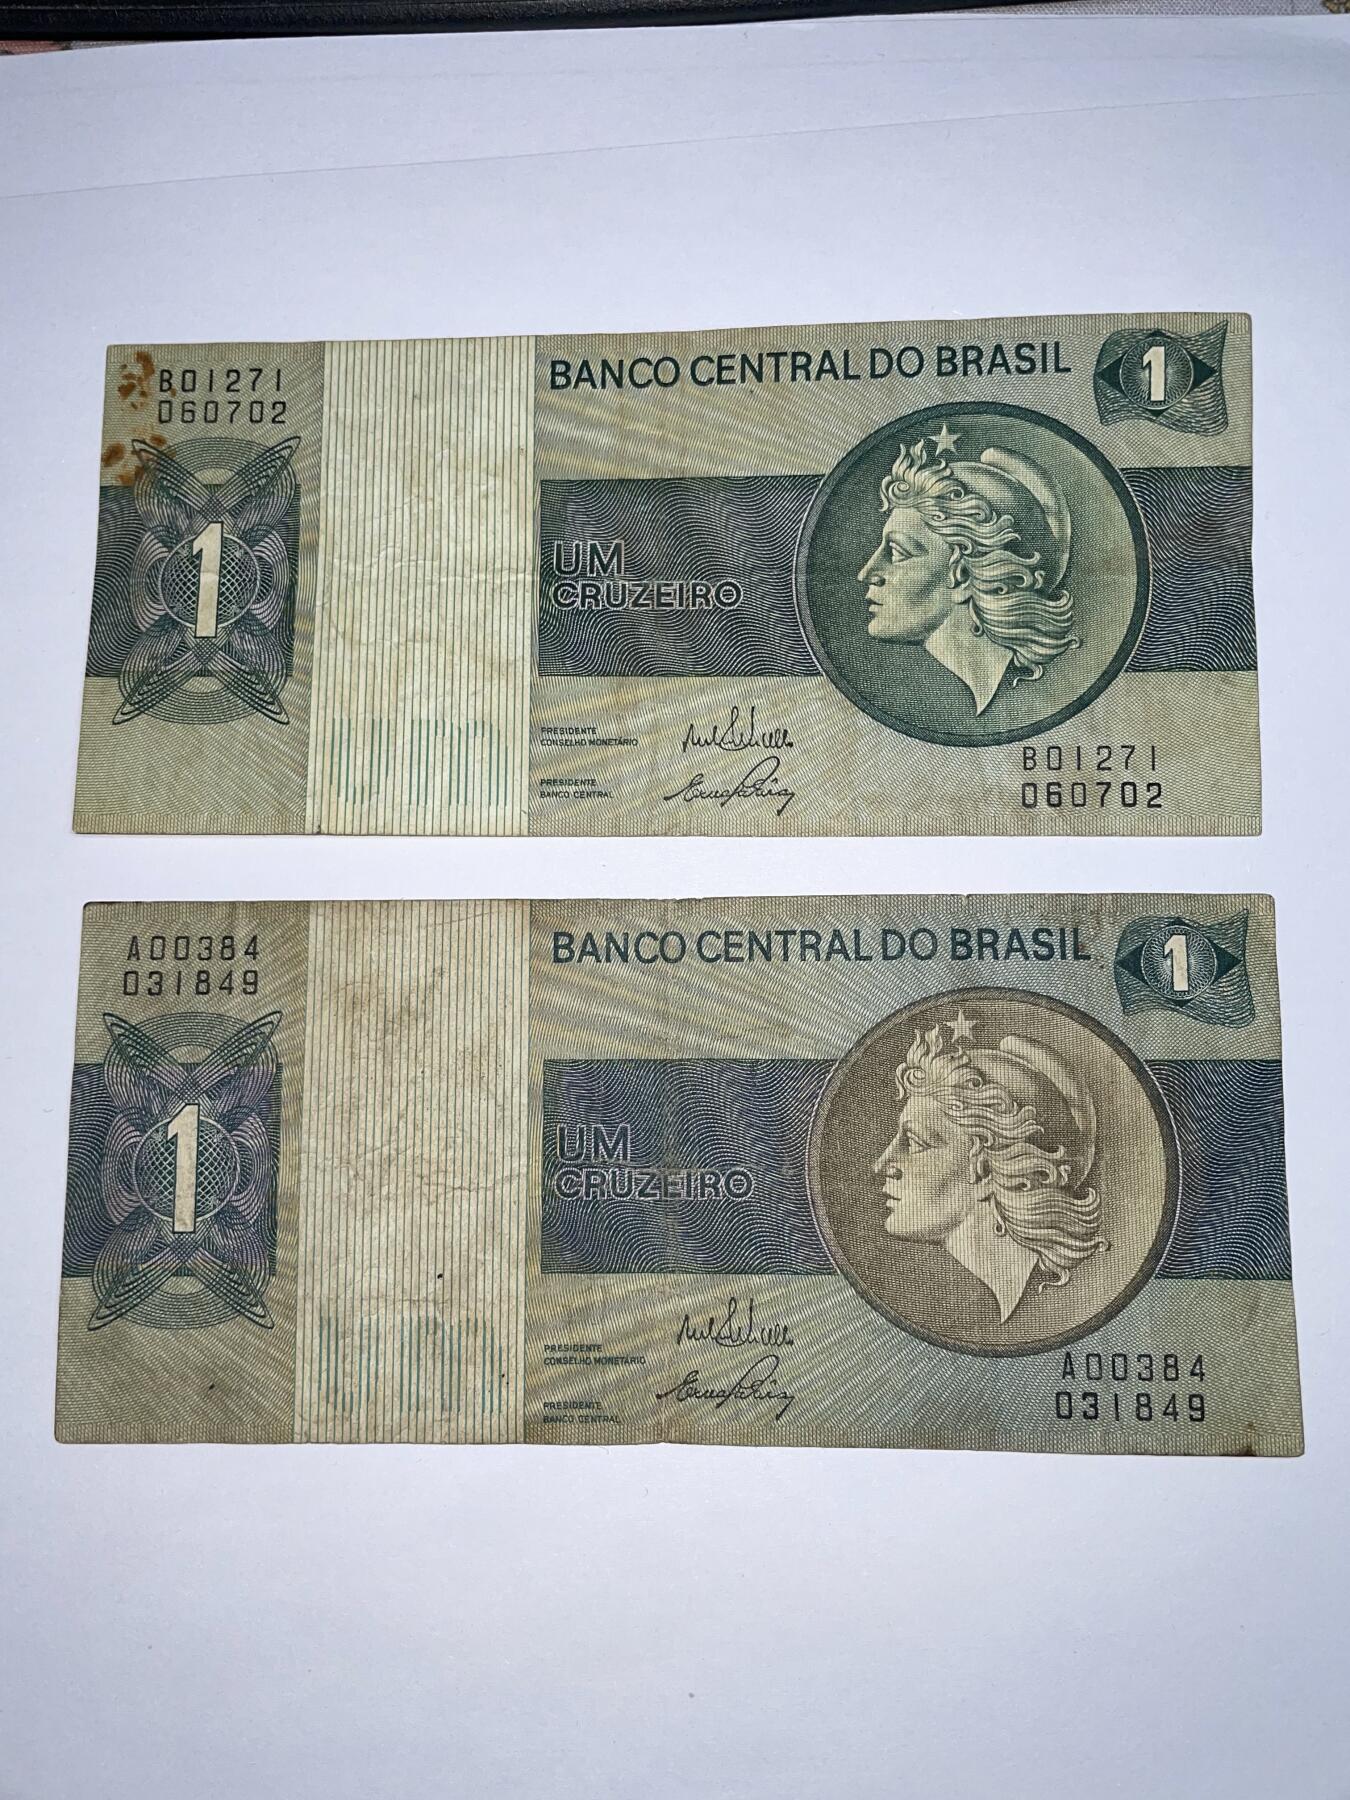 B01271
060702
BANCO CENTRAL DO BRASIL
1
1
UM
CRUZEIRO
PRESIDENTE
CONSELHO MONETÁRIO
PRESIDENTE
BANCO CENTRAL
B01271
060702
A00384
031849
BANCO CENTRAL DO BRASIL
1
1
UM
CRUZEIRO
PRESIDENTE
CONSELHO MONETÁRIO
PRESIDENTE
BANCO CENTRAL
A00384
031849